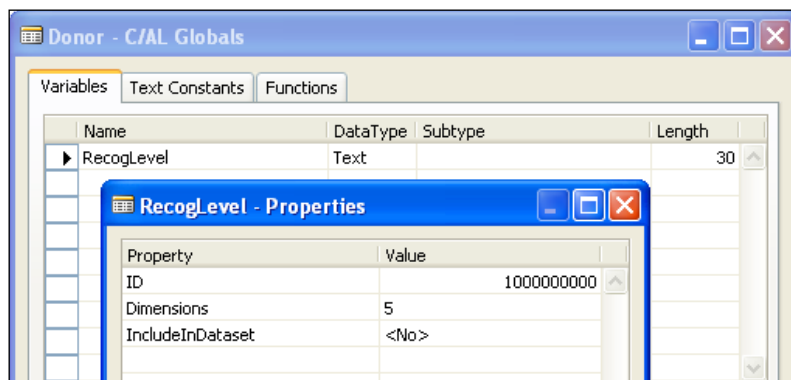 Donor - C/AL Globals
Variables Text Constants Functions
Name DataType Subtype Length
RecogLevel Text 30
RecogLevel - Properties
Property Value
ID 1000000000
Dimensions 5
IncludeInDataset <No>